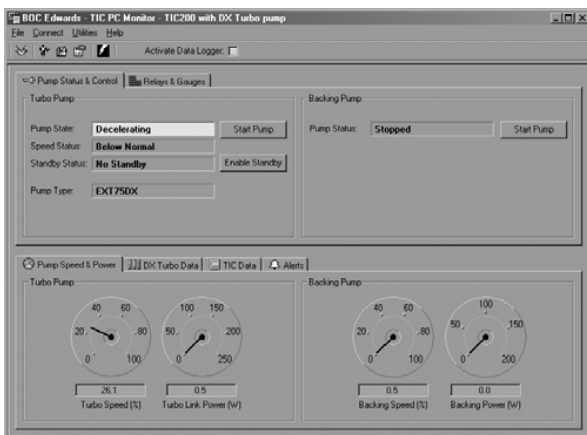 BOC Edwards - TIC PC Monitor - TIC200 with DX Turbo pump
File Connect Utilities Help
Activate Data Logger:
Pump Status & Control Relays & Gauges
Turbo Pump
Pump State: Decelerating Start Pump
Speed Status: Below Normal
Standby Status: No Standby Enable Standby
Pump Type: EXT75DX
Backing Pump
Pump Status: Stopped Start Pump
Pump Speed & Power DX Turbo Data TIC Data Alerts
Turbo Pump
0 20 40 60 80 100
26.1
Turbo Speed (%)
0 50 100 150 200 250
0.5
Turbo Link Power (W)
Backing Pump
0 20 40 60 80 100
0.5
Backing Speed (%)
0 50 100 150 200
0.0
Backing Power (W)